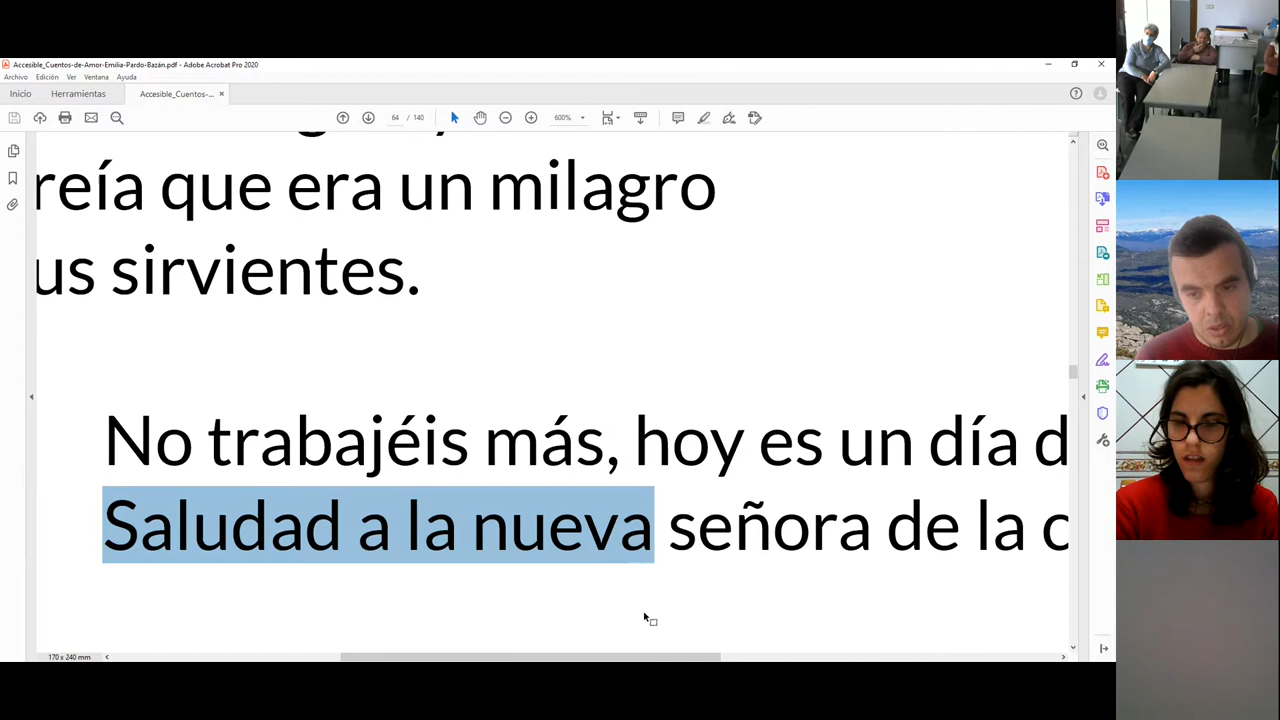 Accesible_Cuentos-de-Amor-Emilia-Pardo-Bazán.pdf - Adobe Acrobat Pro 2020
Archivo Edición Ver Ventana Ayuda
Inicio Herramientas Accesible_Cuentos-...
64 / 140 600%
reía que era un milagro
us sirvientes.
No trabajéis más, hoy es un día d
Saludad a la nueva señora de la c
170 x 240 mm